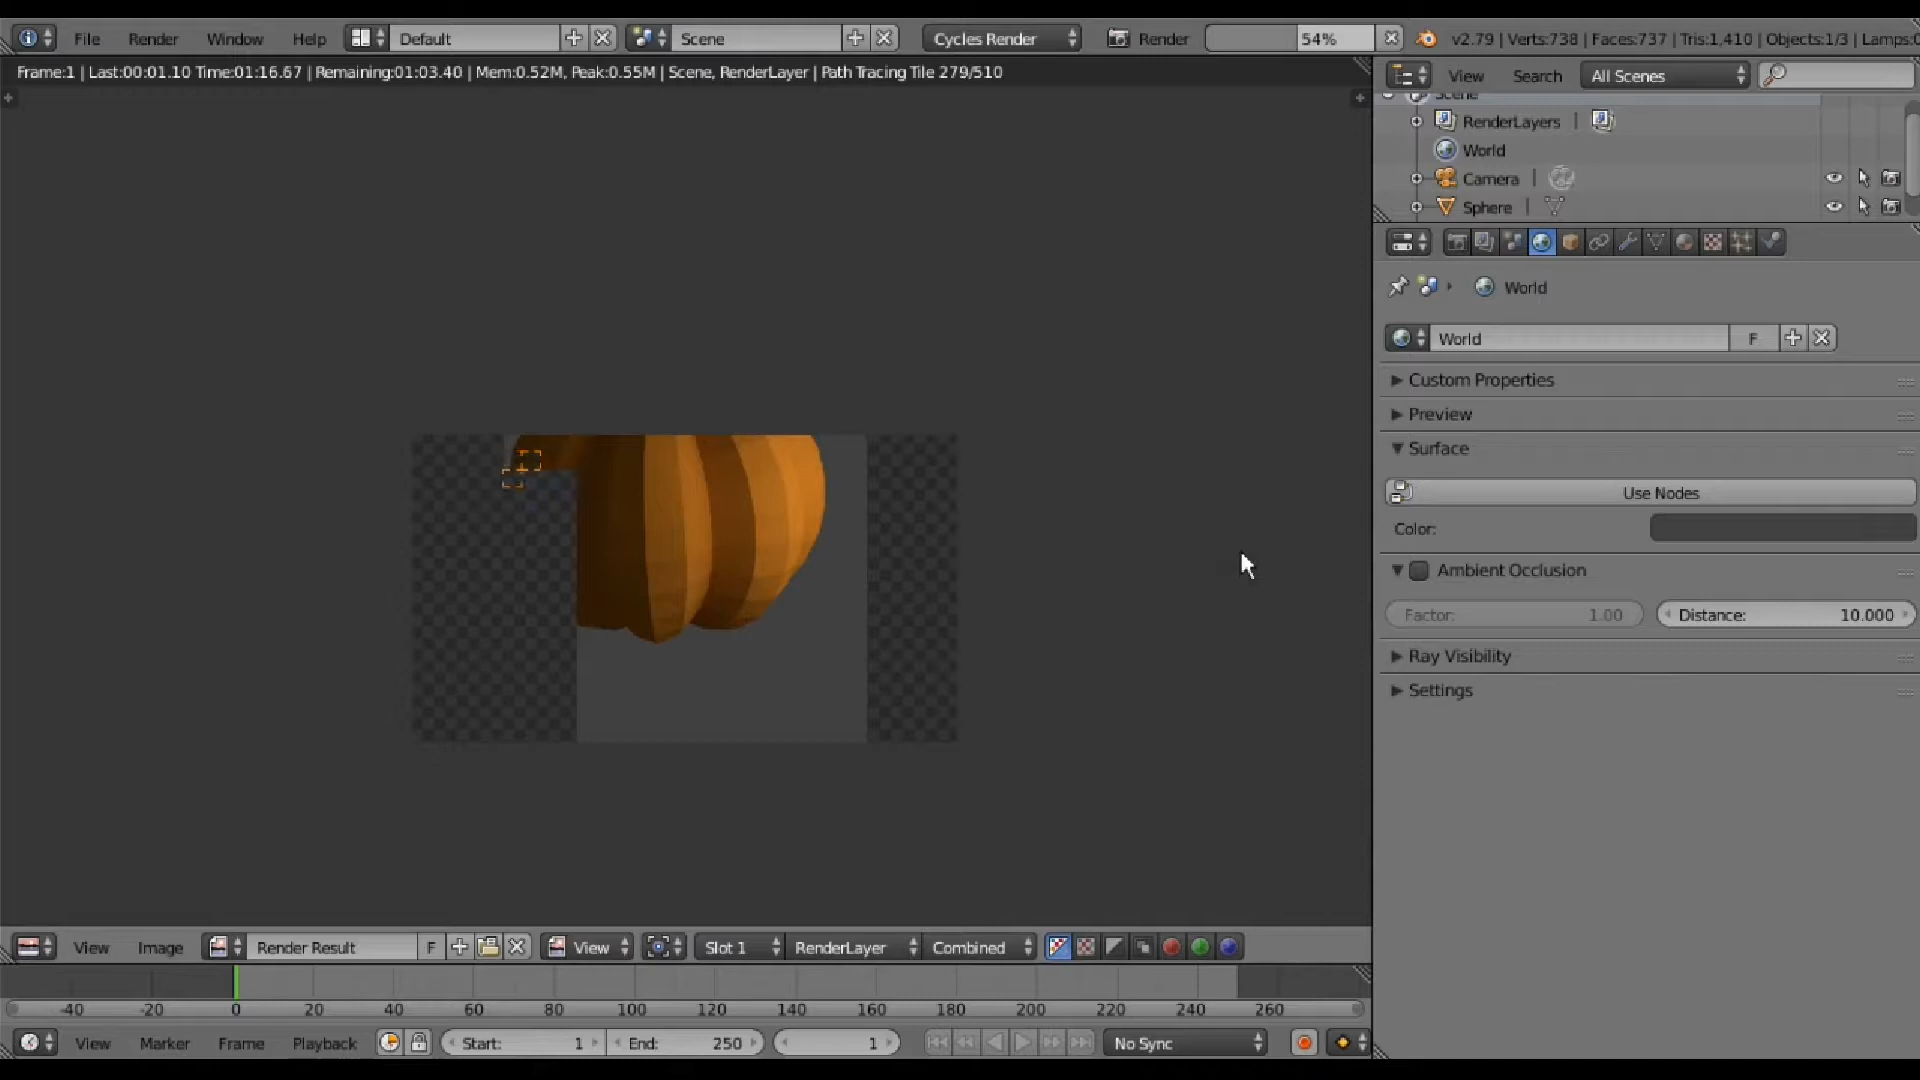 File Render Window Help Default Scene Cycles Render Render 54% v2.79 | Verts:738 | Faces:737 | Tris:1,410 | Objects:1/3 | Lamps:0
Frame:1 | Last:00:01.10 Time:01:16.67 | Remaining:01:03.40 | Mem:0.52M, Peak:0.55M | Scene, RenderLayer | Path Tracing Tile 279/510
View Search All Scenes
Scene
RenderLayers |
World
Camera |
Sphere |
World
World F
Custom Properties
Preview
Surface
Use Nodes
Color:
Ambient Occlusion
Factor: 1.00 Distance: 10.000
Ray Visibility
Settings
View Image Render Result F View Slot 1 RenderLayer Combined
-40 -20 0 20 40 60 80 100 120 140 160 180 200 220 240 260
View Marker Frame Playback Start: 1 End: 250 1 No Sync